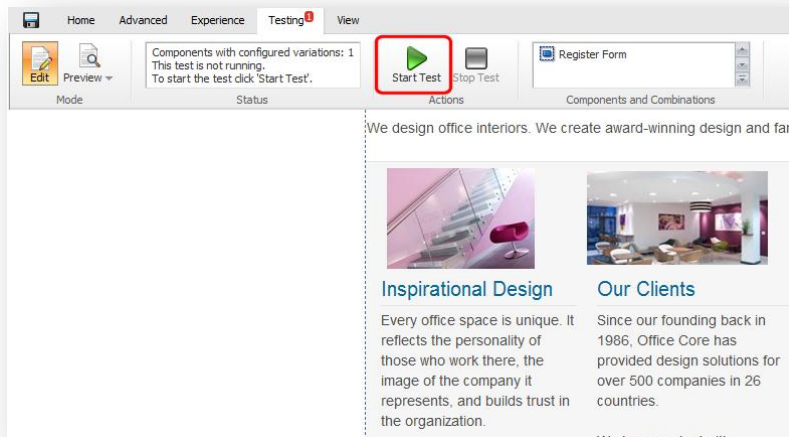 Home Advanced Experience Testing 1 View
Components with configured variations: 1
This test is not running.
To start the test click 'Start Test'.
Edit Preview
Start Test Stop Test
Register Form
Mode Status Actions Components and Combinations
We design office interiors. We create award-winning design and far
Inspirational Design
Every office space is unique. It
reflects the personality of
those who work there, the
image of the company it
represents, and builds trust in
the organization.
Our Clients
Since our founding back in
1986, Office Core has
provided design solutions for
over 500 companies in 26
countries.